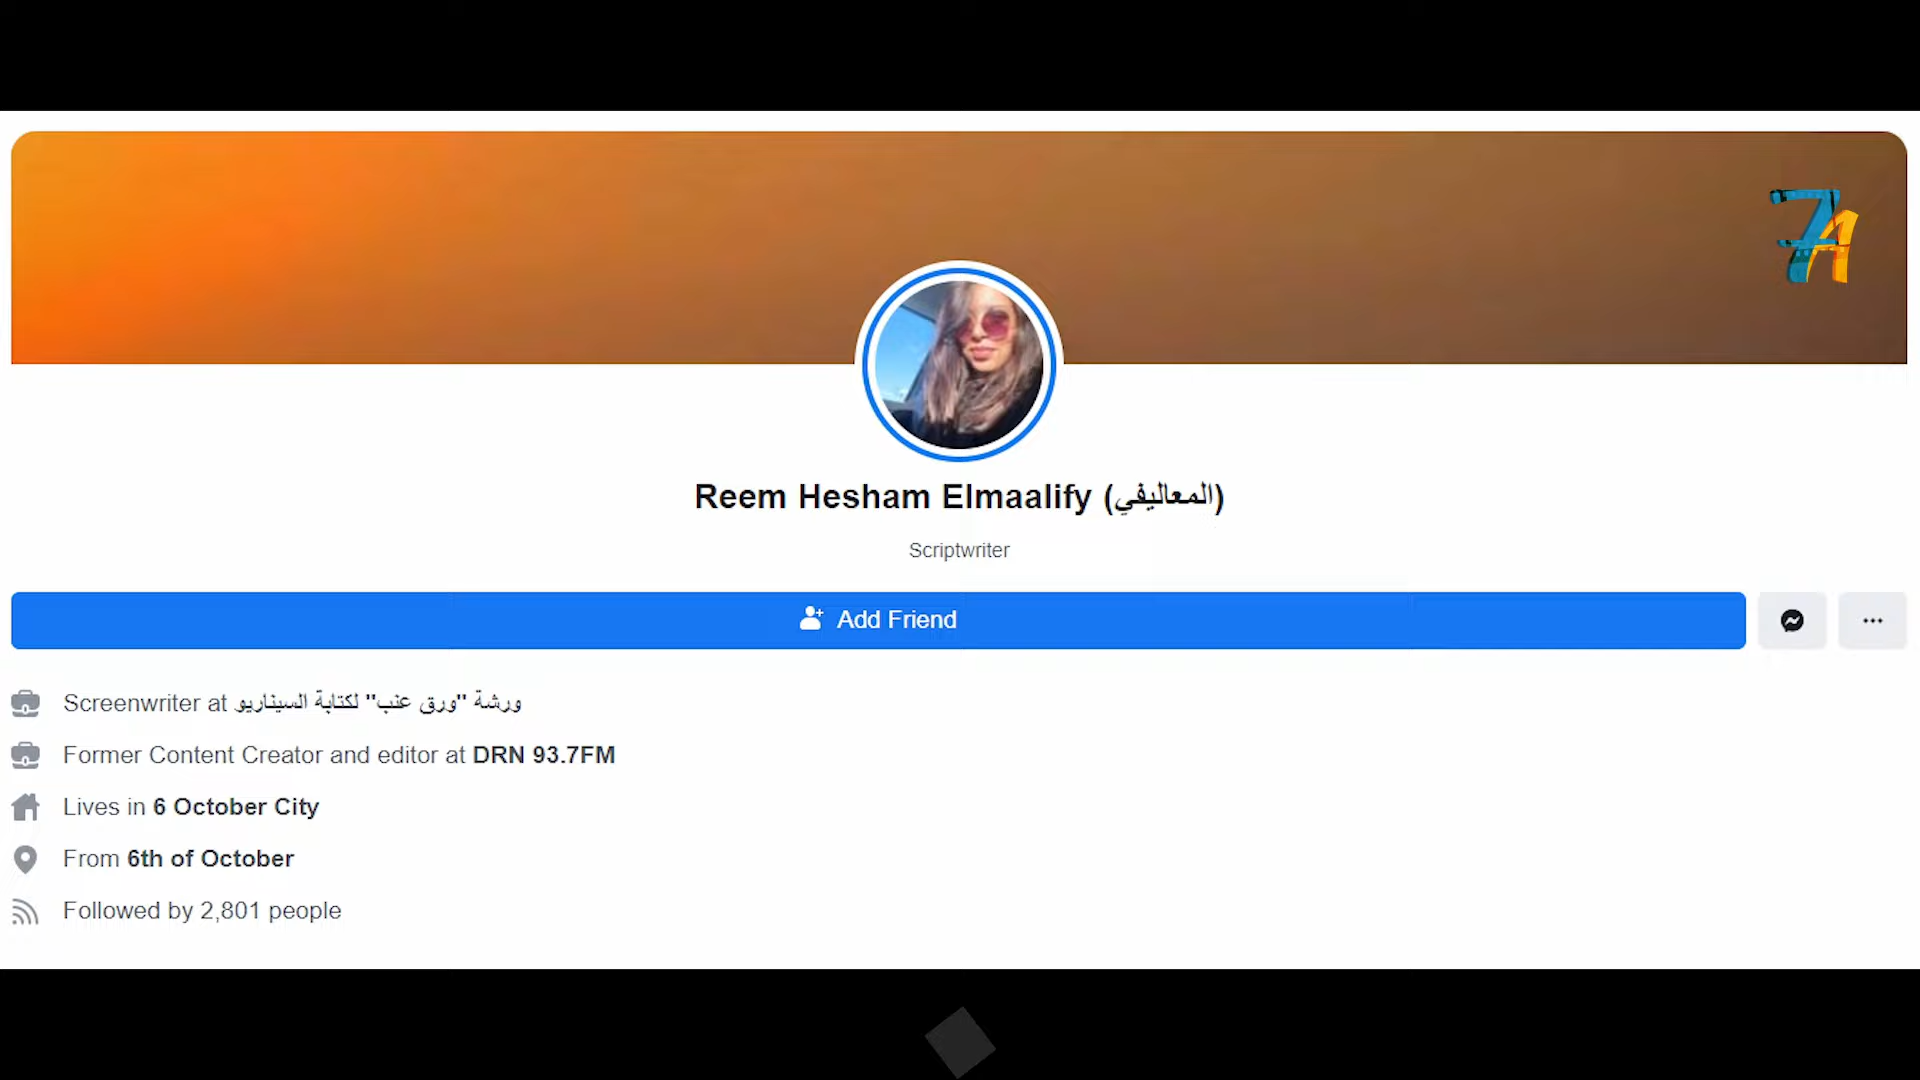 7A
Reem Hesham Elmaalify (المعاليفي)
Scriptwriter
Add Friend
Screenwriter at ورشة "ورق عنب" لكتابة السيناريو
Former Content Creator and editor at DRN 93.7FM
Lives in 6 October City
From 6th of October
Followed by 2,801 people